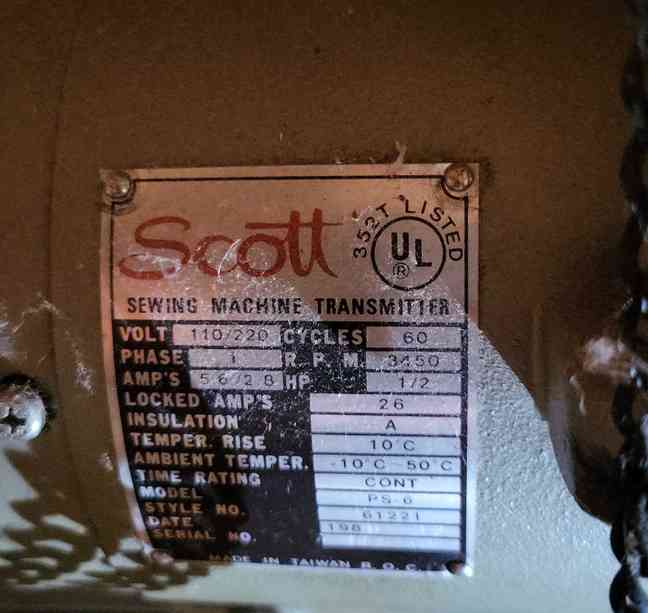 Scott
352T LISTED
UL
®
SEWING MACHINE TRANSMITTER
VOLT 110/220 CYCLES 60
PHASE 1 R.P.M. 3450
AMP'S 5.6/2.8 HP 1/2
LOCKED AMP'S 26
INSULATION A
TEMPER. RISE 10°C
AMBIENT TEMPER. -10°C~50°C
TIME RATING CONT
MODEL PS-6
STYLE NO. 61221
DATE 198
SERIAL NO.
MADE IN TAIWAN R.O.C.